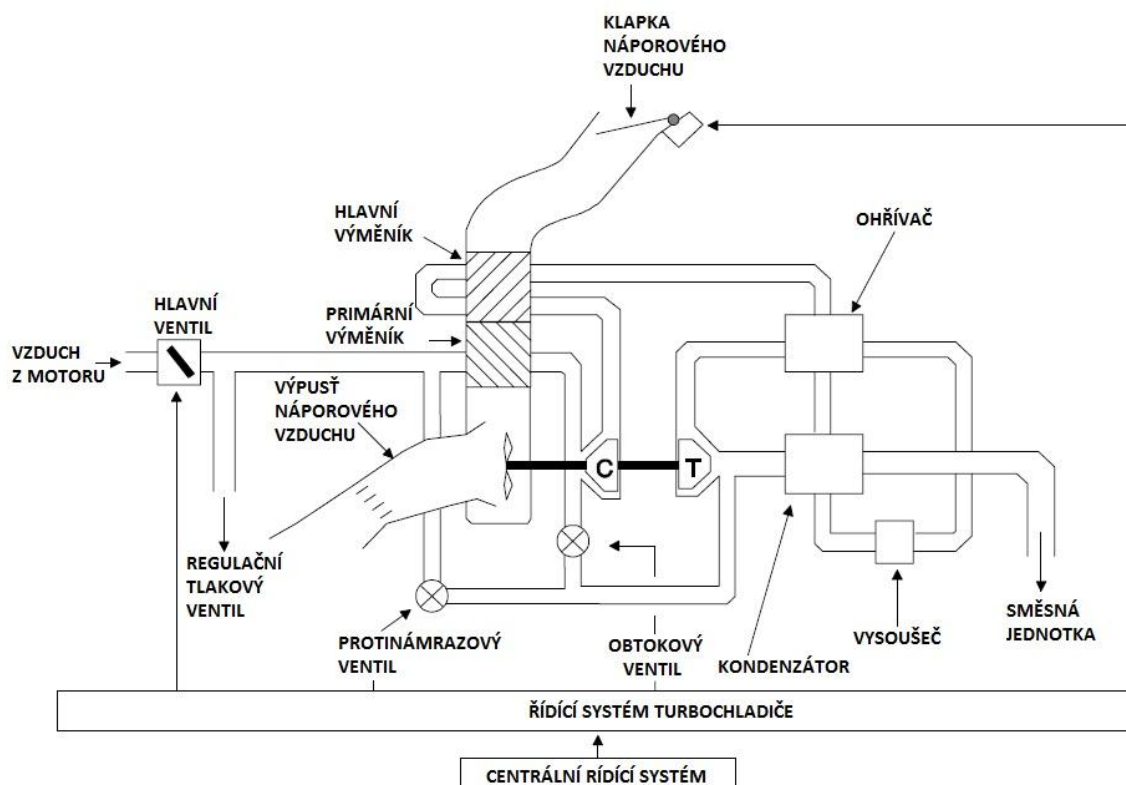 KLAPKA
NÁPOROVÉHO
VZDUCHU
HLAVNÍ
VÝMĚNÍK
OHŘÍVAČ
HLAVNÍ
VENTIL
PRIMÁRNÍ
VÝMĚNÍK
VZDUCH
Z MOTORU
VÝPUSŤ
NÁPOROVÉHO
VZDUCHU
C
T
REGULAČNÍ
TLAKOVÝ
VENTIL
PROTINÁMRAZOVÝ
VENTIL
OBTOKOVÝ
VENTIL
KONDENZÁTOR
VYSOUŠEČ
SMĚSNÁ
JEDNOTKA
ŘÍDÍCÍ SYSTÉM TURBOCHLADIČE
CENTRÁLNÍ RÍDÍCÍ SYSTÉM